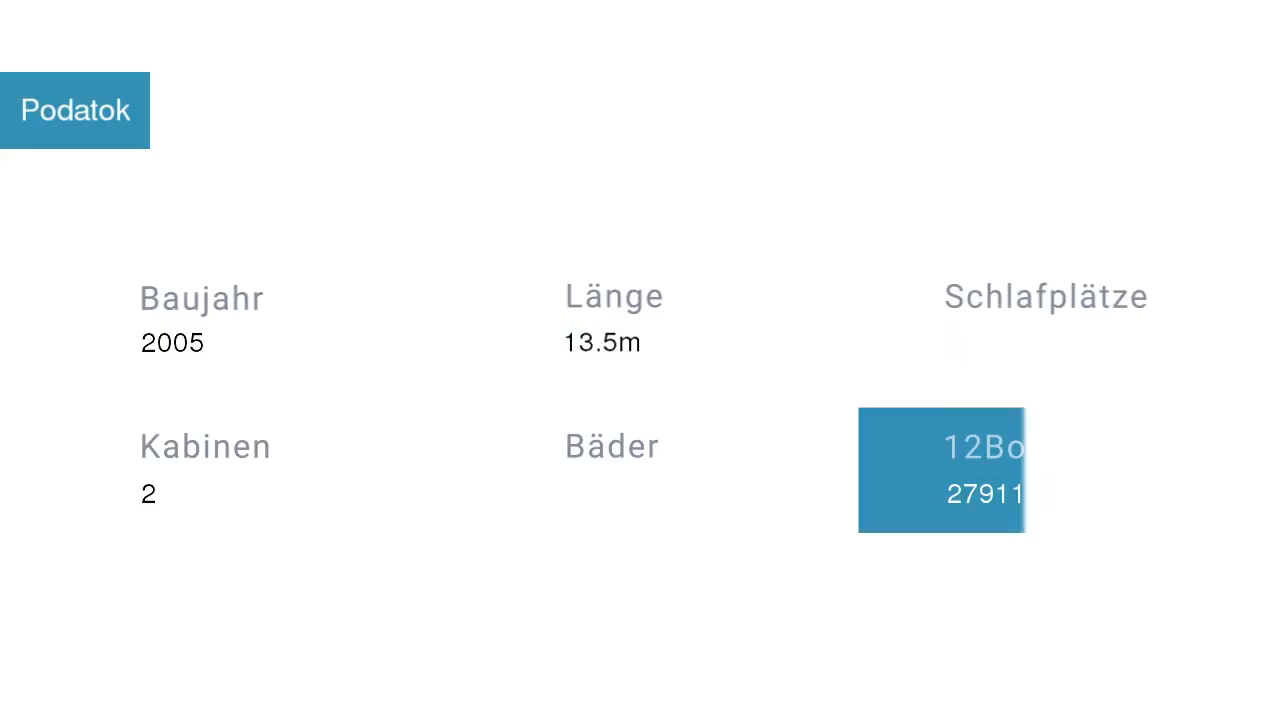 Podatok
Baujahr
2005
Länge
13.5m
Schlafplätze
Kabinen
2
Bäder
12Bo
27911